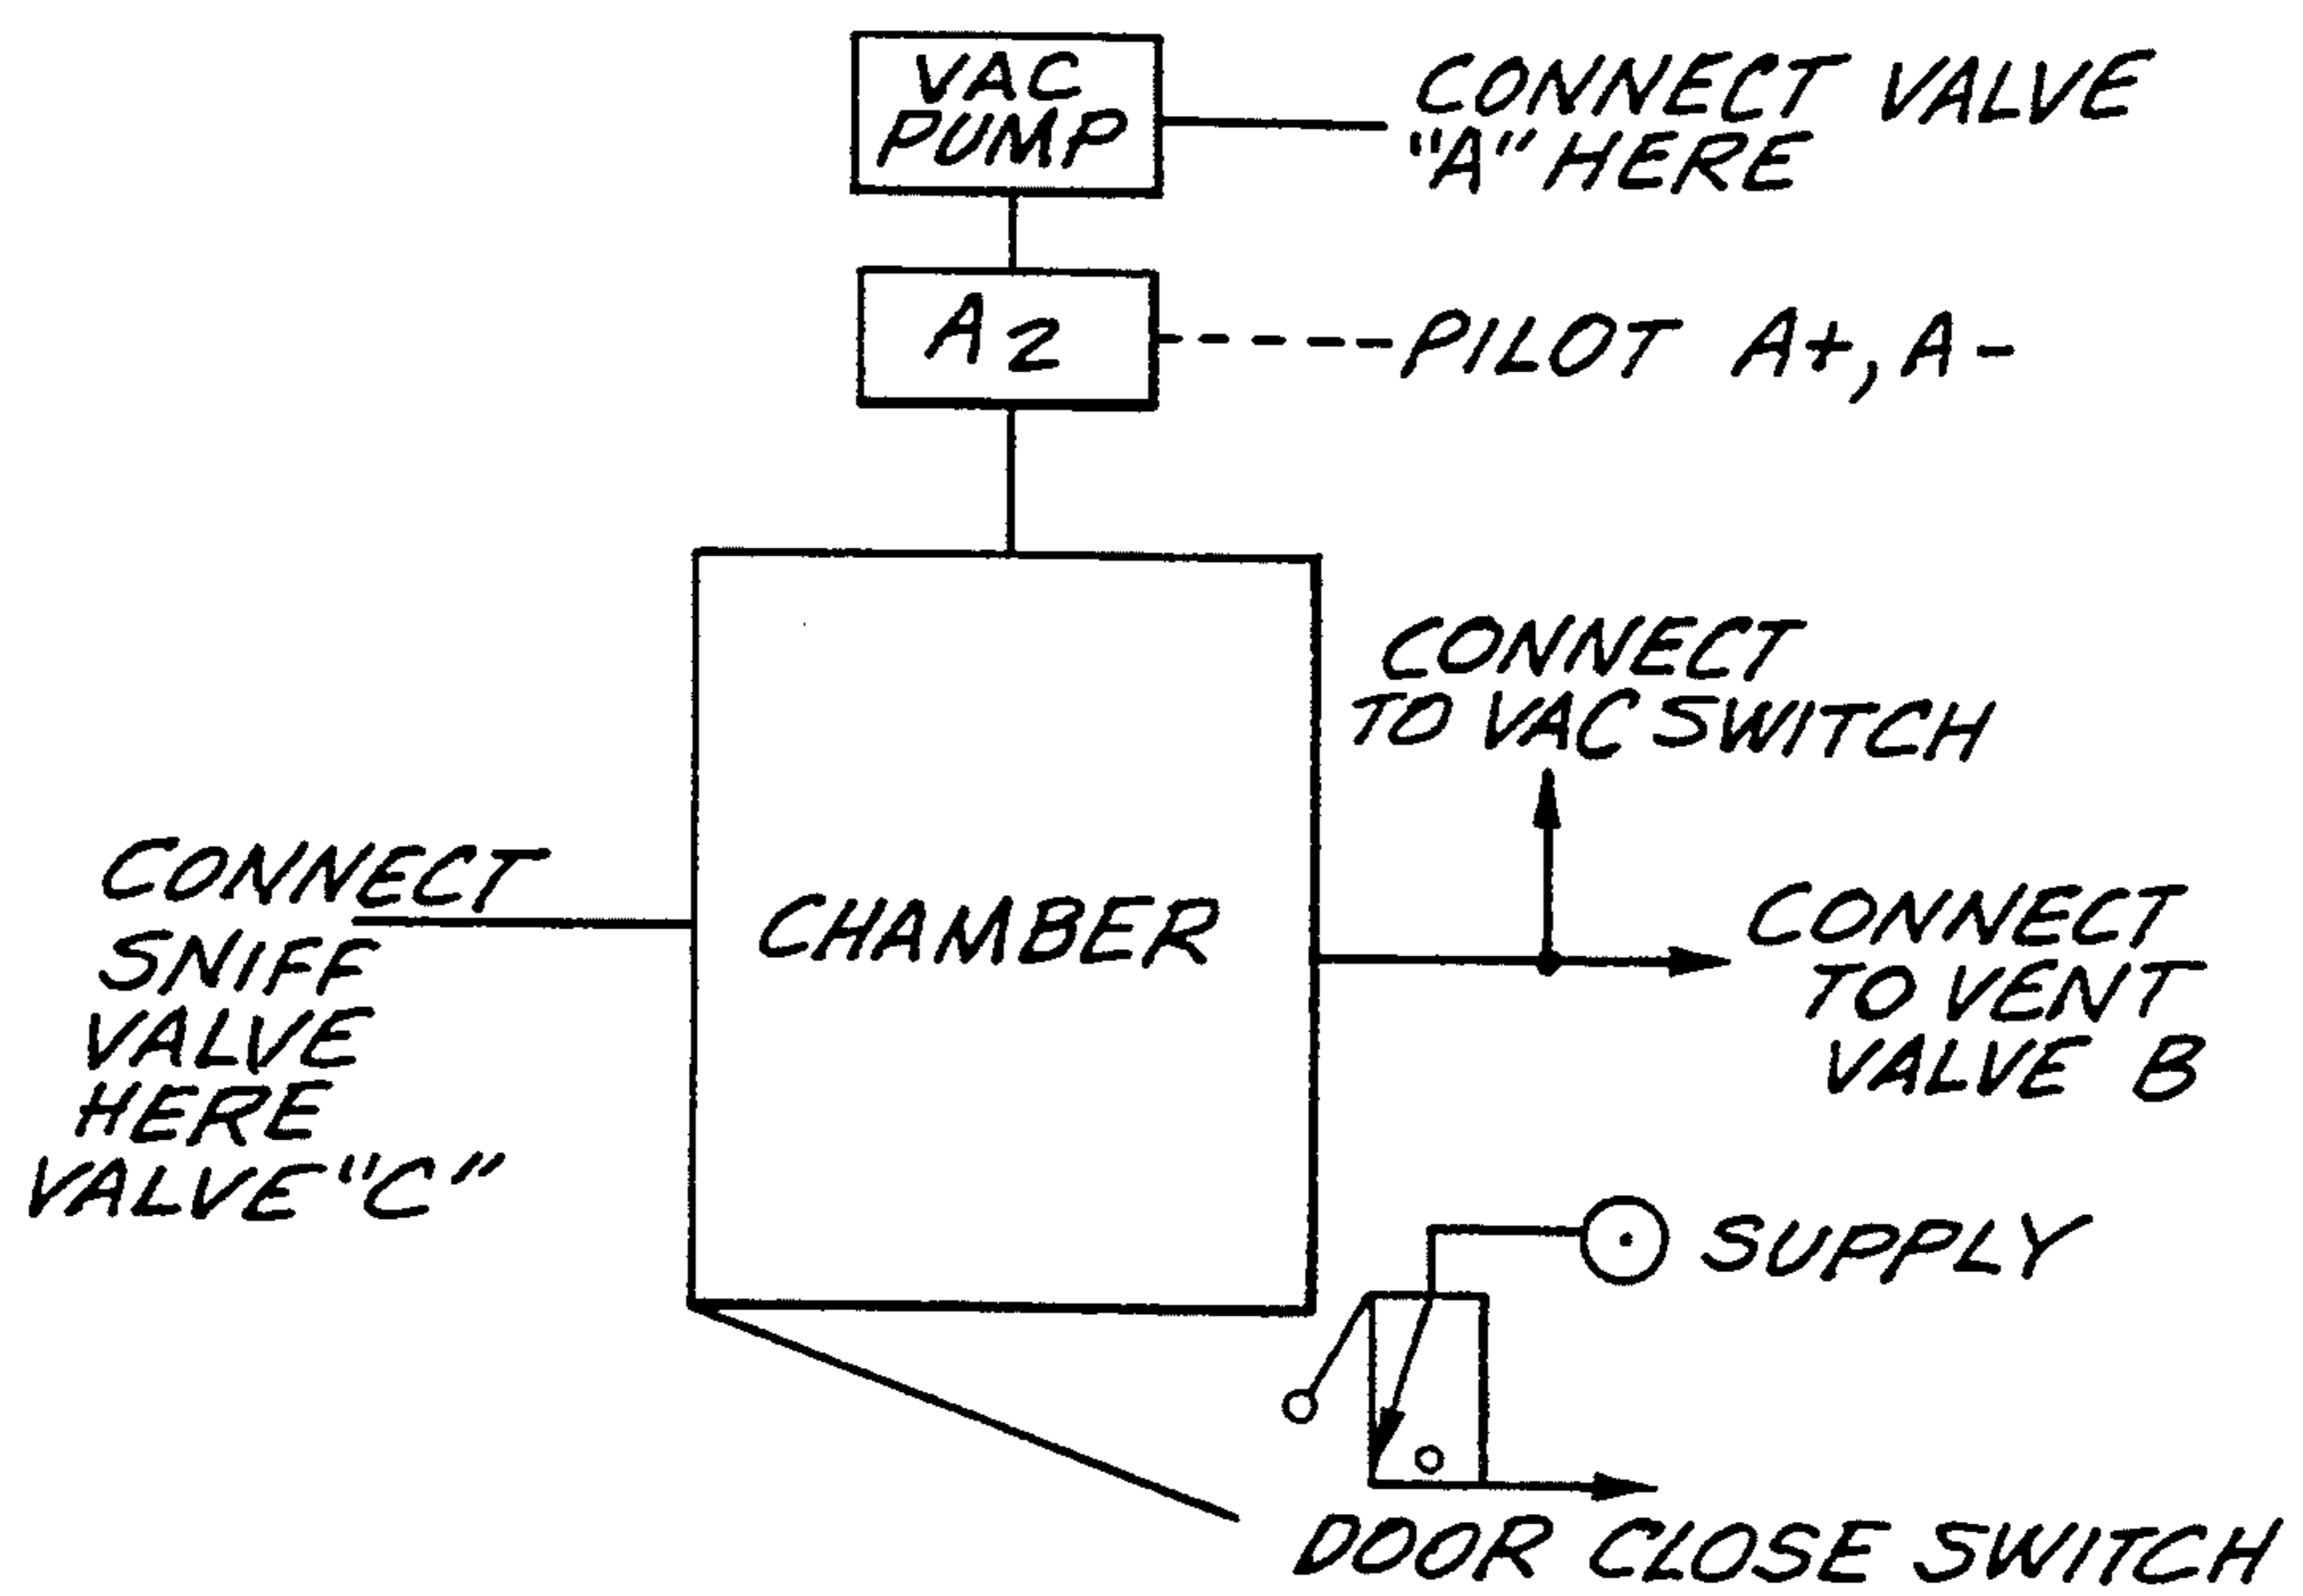 VAC
PUMP
CONNECT VALVE
"A" HERE
A2
PILOT A+, A-
CONNECT
TO VAC SWITCH
CONNECT
SNIFF
VALVE
HERE
VALVE "C"
CHAMBER
CONNECT
TO VENT
VALVE B
SUPPLY
DOOR CLOSE SWITCH